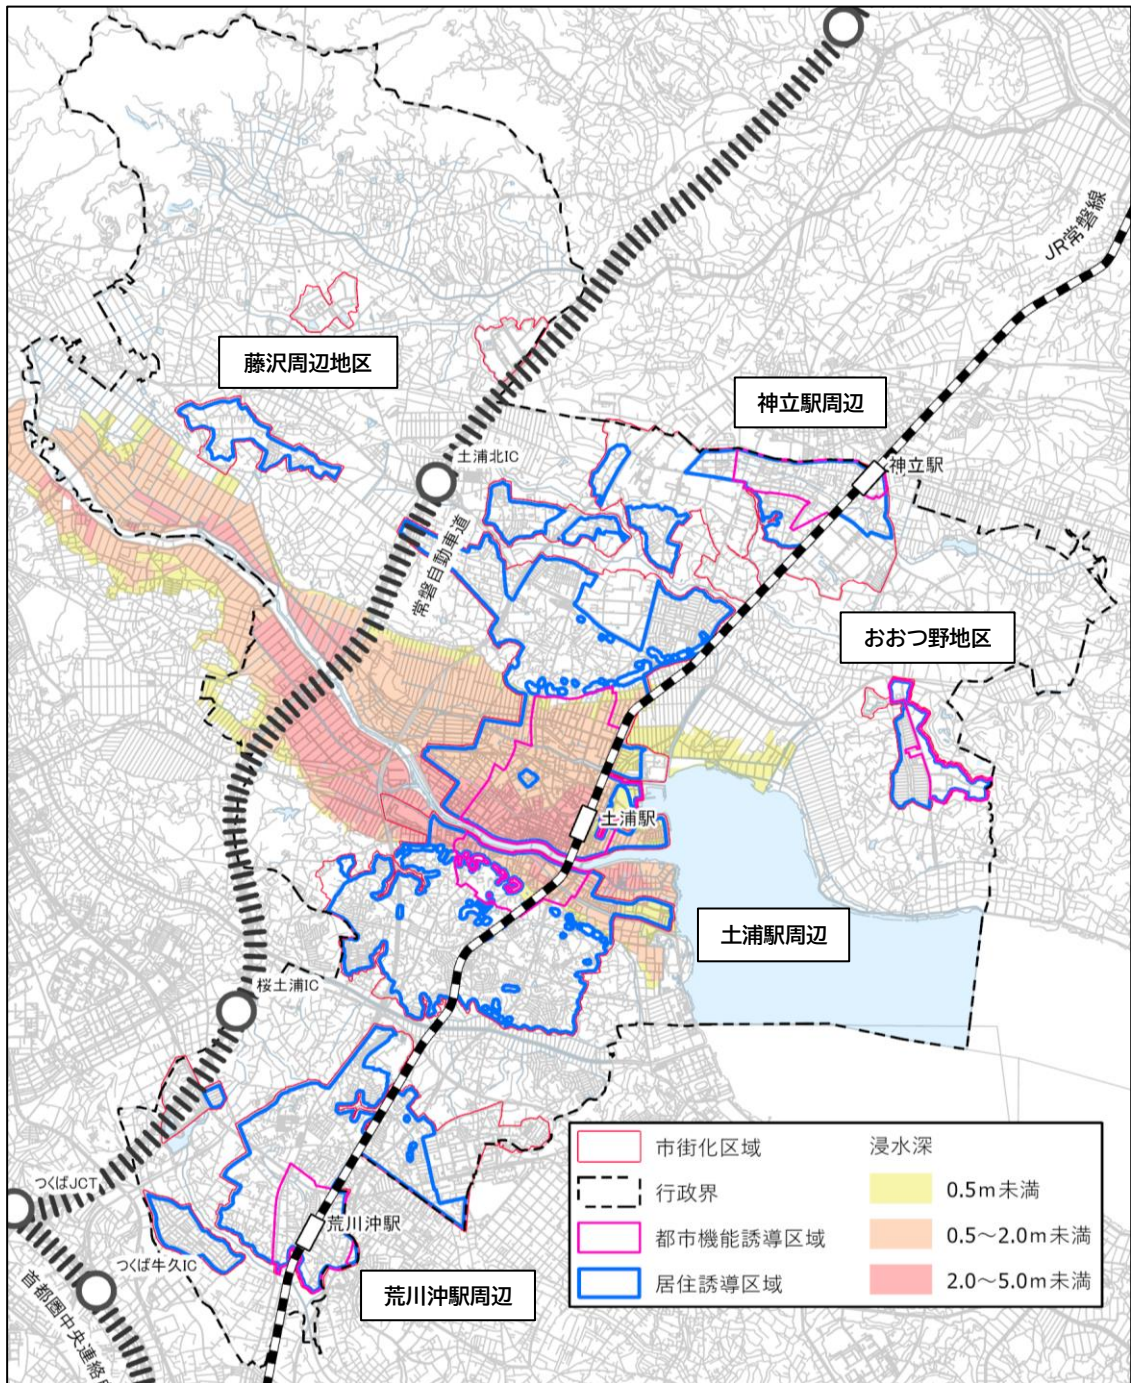 JR常磐線
藤沢周辺地区
神立駅周辺
土浦北IC
神立駅
常磐自動車道
おおつ野地区
土浦駅
土浦駅周辺
桜土浦IC
つくばJCT
荒川沖駅
つくば牛久IC
荒川沖駅周辺
首都圏中央連絡
市街化区域
行政界
都市機能誘導区域
居住誘導区域
浸水深
0.5m未満
0.5～2.0m未満
2.0～5.0m未満